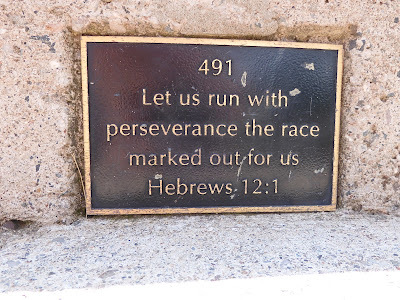 491
Let us run with
perseverance the race
marked out for us
Hebrews 12:1